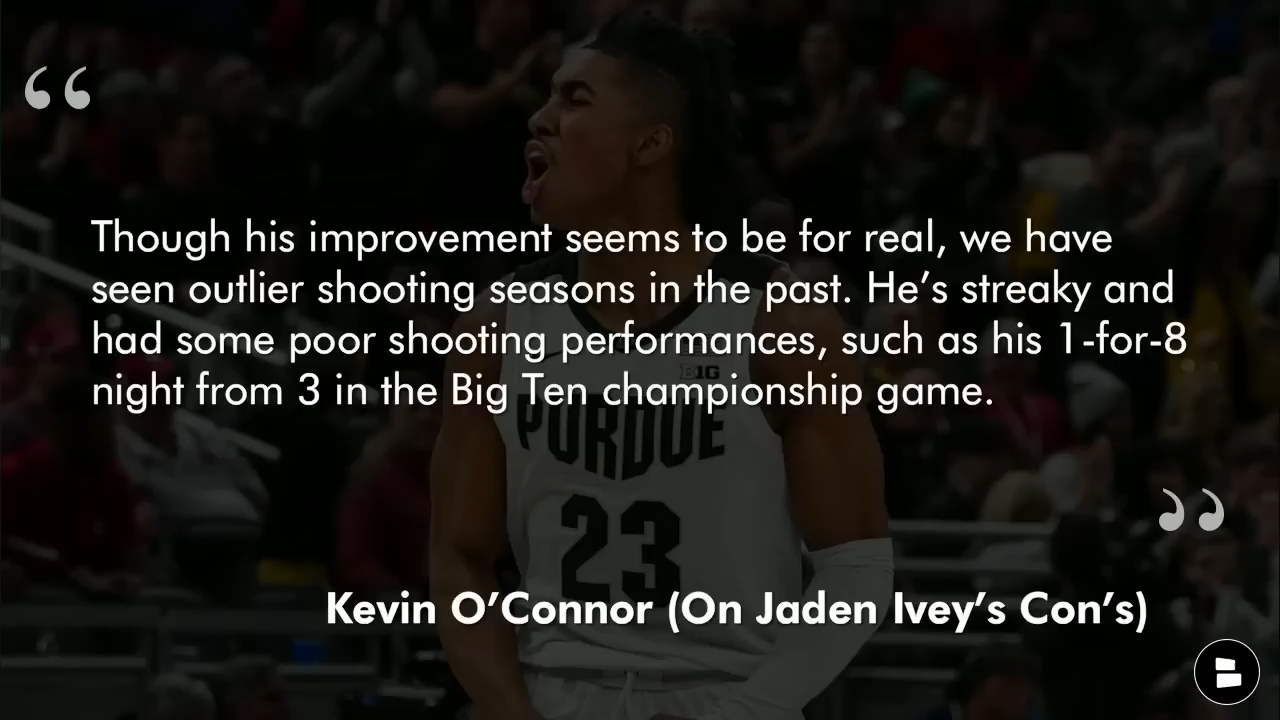 “
Though his improvement seems to be for real, we have
seen outlier shooting seasons in the past. He’s streaky and
had some poor shooting performances, such as his 1-for-8
night from 3 in the Big Ten championship game.
”
Kevin O’Connor (On Jaden Ivey’s Con’s)
B1G
PURDUE
23